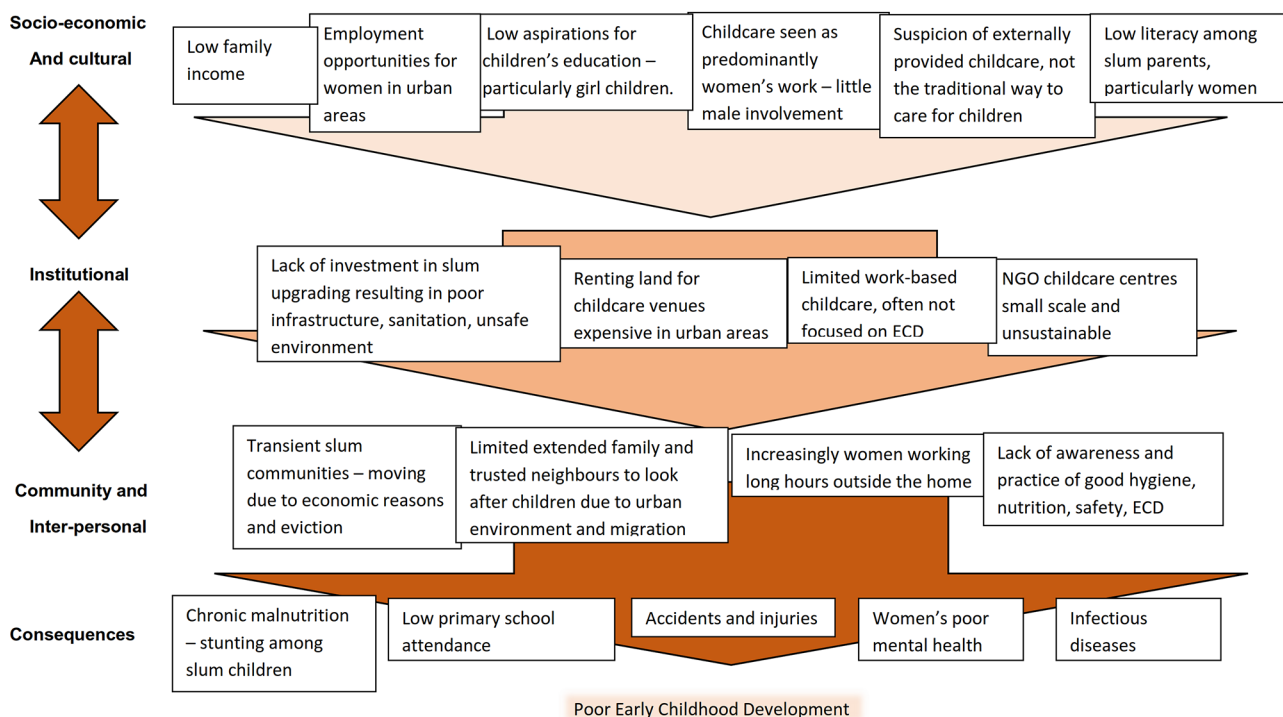 Socio-economic
And cultural
Low family
income
Employment
opportunities for
women in urban
areas
Low aspirations for
children's education –
particularly girl children.
Childcare seen as
predominantly
women's work – little
male involvement
Suspicion of externally
provided childcare, not
the traditional way to
care for children
Low literacy among
slum parents,
particularly women
Institutional
Lack of investment in slum
upgrading resulting in poor
infrastructure, sanitation, unsafe
environment
Renting land for
childcare venues
expensive in urban areas
Limited work-based
childcare, often not
focused on ECD
NGO childcare centres
small scale and
unsustainable
Community and
Inter-personal
Transient slum
communities – moving
due to economic reasons
and eviction
Limited extended family and
trusted neighbours to look
after children due to urban
environment and migration
Increasingly women working
long hours outside the home
Lack of awareness and
practice of good hygiene,
nutrition, safety, ECD
Consequences
Chronic malnutrition
– stunting among
slum children
Low primary school
attendance
Accidents and injuries
Women's poor
mental health
Infectious
diseases
Poor Early Childhood Development